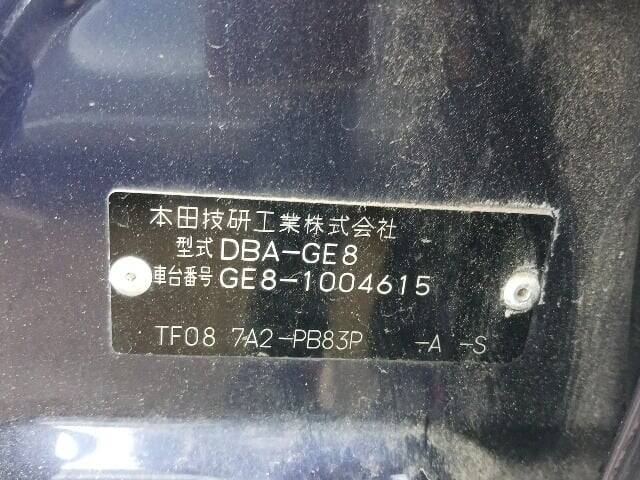 本田技研工業株式会社
型式 DBA-GE8
車台番号 GE8-1004615
TF08 7A2-PB83P -A -S